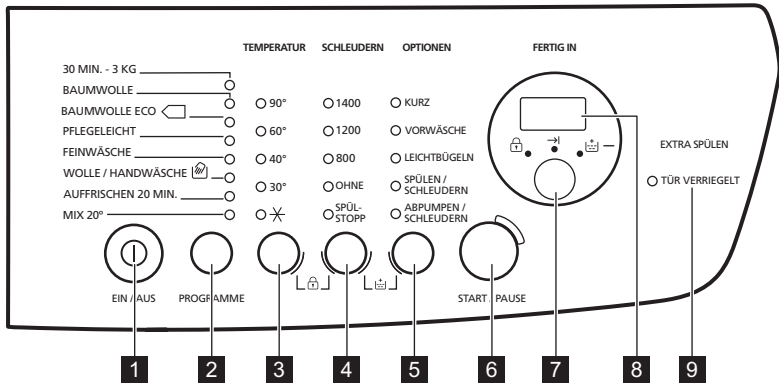 TEMPERATUR SCHLEUDERN OPTIONEN FERTIG IN
30 MIN. - 3 KG
BAUMWOLLE
BAUMWOLLE ECO
PFLEGELEICHT
FEINWÄSCHE
WOLLE / HANDWÄSCHE
AUFFRISCHEN 20 MIN.
MIX 20°
90°
60°
40°
30°
1400
1200
800
OHNE
SPÜL-
STOPP
KURZ
VORWÄSCHE
LEICHTBÜGELN
SPÜLEN /
SCHLEUDERN
ABPUMPEN /
SCHLEUDERN
EXTRA SPÜLEN
TÜR VERRIEGELT
EIN / AUS PROGRAMME START / PAUSE
1 2 3 4 5 6 7 8 9